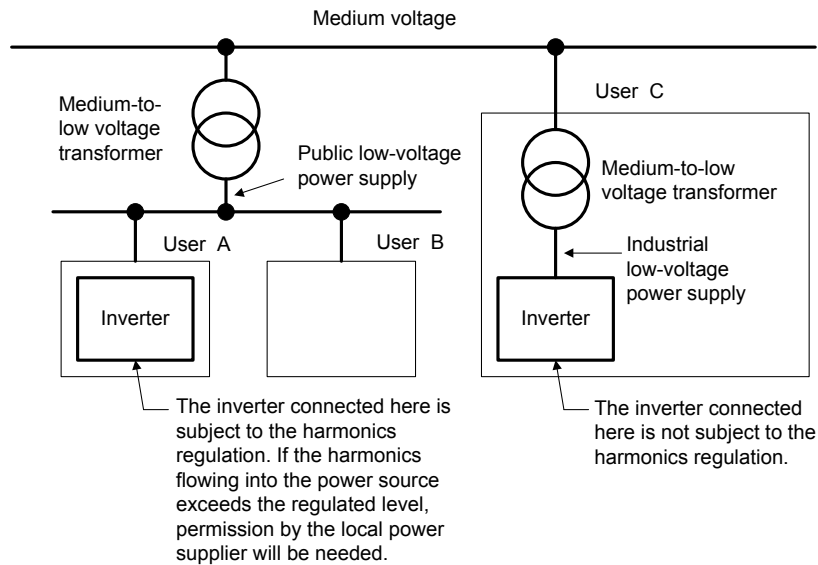 Medium voltage
User C
Medium-to-
low voltage
transformer
Public low-voltage
power supply
Medium-to-low
voltage transformer
User A
User B
Industrial
low-voltage
power supply
Inverter
Inverter
The inverter connected here is
subject to the harmonics
regulation. If the harmonics
flowing into the power source
exceeds the regulated level,
permission by the local power
supplier will be needed.
The inverter connected
here is not subject to the
harmonics regulation.